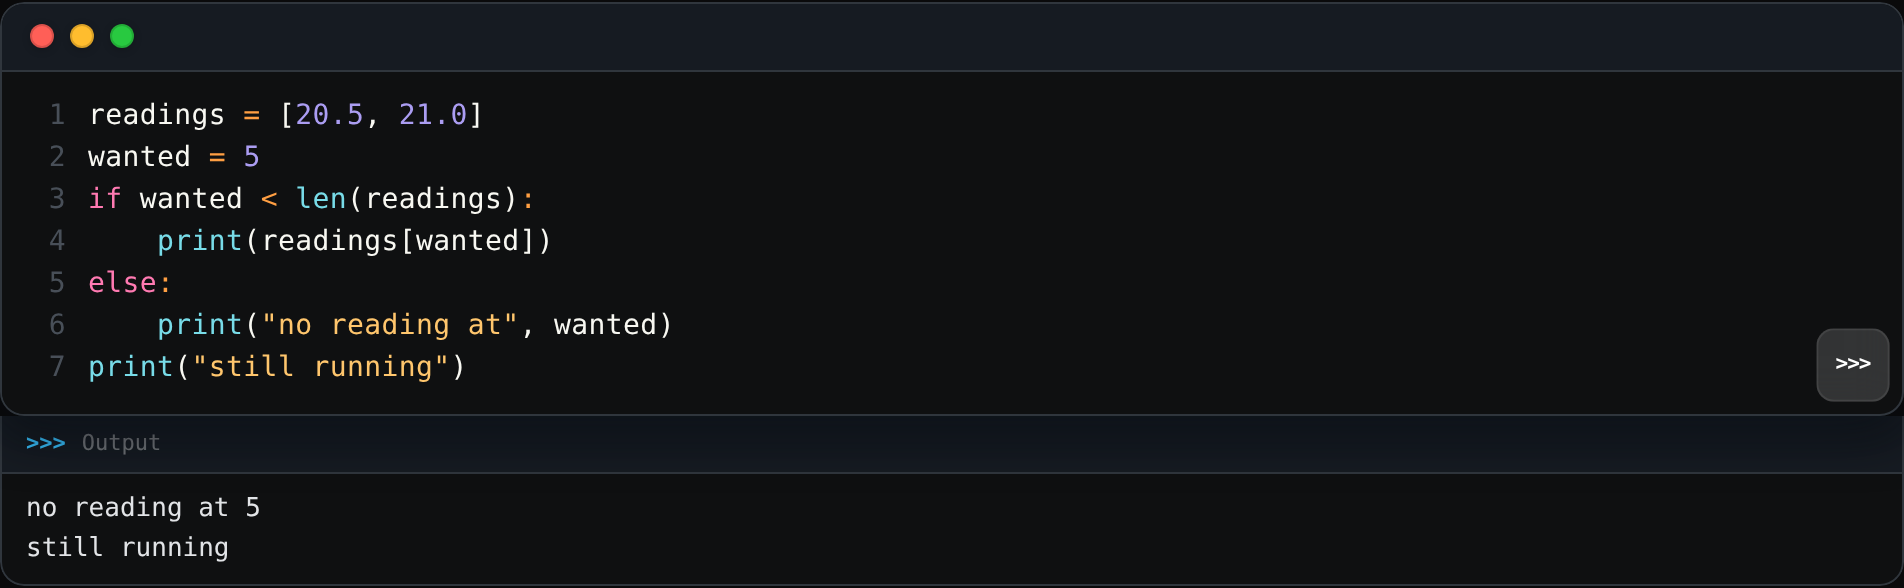 1 readings = [20.5, 21.0]
2 wanted = 5
3 if wanted < len(readings):
4     print(readings[wanted])
5 else:
6     print("no reading at", wanted)
7 print("still running")
>>>
>>> Output
no reading at 5
still running